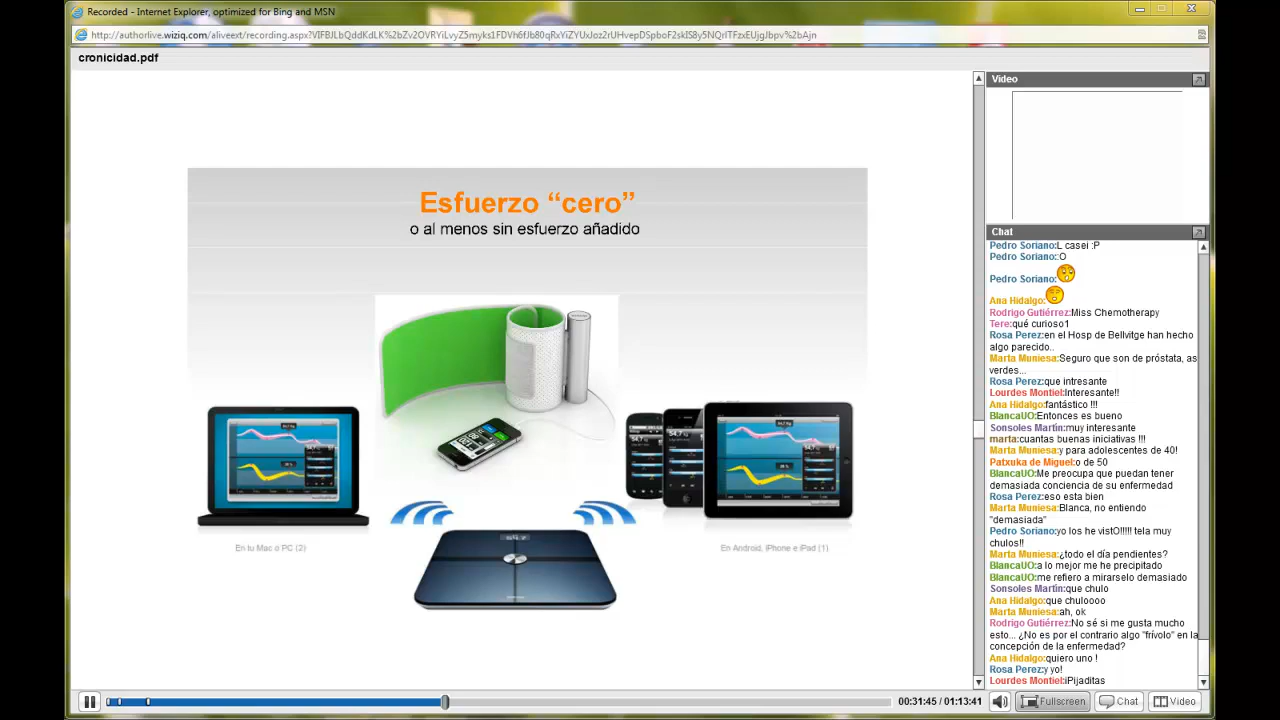 Recorded - Internet Explorer, optimized for Bing and MSN
cronicidad.pdf
Esfuerzo “cero”
o al menos sin esfuerzo añadido
54.7
En tu Mac o PC (2)
En Android, iPhone e iPad (1)
Video
Chat
Pedro Soriano:L casei :P
Pedro Soriano::O
Pedro Soriano:
Ana Hidalgo:
Rodrigo Gutiérrez:Miss Chemotherapy
Tere:qué curioso1
Rosa Perez:en el Hosp de Bellvitge han hecho
algo parecido..
Marta Muniesa:Seguro que son de próstata, as
verdes...
Rosa Perez:que intresante
Lourdes Montiel:Interesante!!
Ana Hidalgo:fantástico !!!
BlancaUO:Entonces es bueno
Sonsoles Martín:muy interesante
marta:cuantas buenas iniciativas !!!
Marta Muniesa:y para adolescentes de 40!
Patxuka de Miguel:o de 50
BlancaUO:Me preocupa que puedan tener
demasiada conciencia de su enfermedad
Rosa Perez:eso esta bien
Marta Muniesa:Blanca, no entiendo
"demasiada"
Pedro Soriano:yo los he vistO!!!!! tela muy
chulos!!
Marta Muniesa:¿todo el día pendientes?
BlancaUO:a lo mejor me he precipitado
BlancaUO:me refiero a mirarselo demasiado
Sonsoles Martín:que chulo
Ana Hidalgo:que chuloooo
Marta Muniesa:ah, ok
Rodrigo Gutiérrez:No sé si me gusta mucho
esto... ¿No es por el contrario algo "frívolo" en la
concepción de la enfermedad?
Ana Hidalgo:quiero uno !
Rosa Perez:y yo!
Lourdes Montiel:iPijaditas
00:31:45 / 01:13:41
Fullscreen
Chat
Video